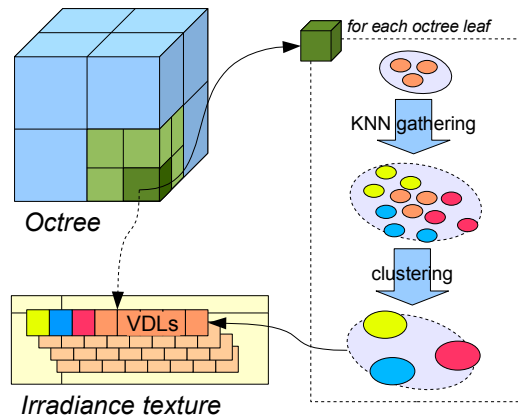 for each octree leaf
KNN gathering
Octree
clustering
VDLs
Irradiance texture